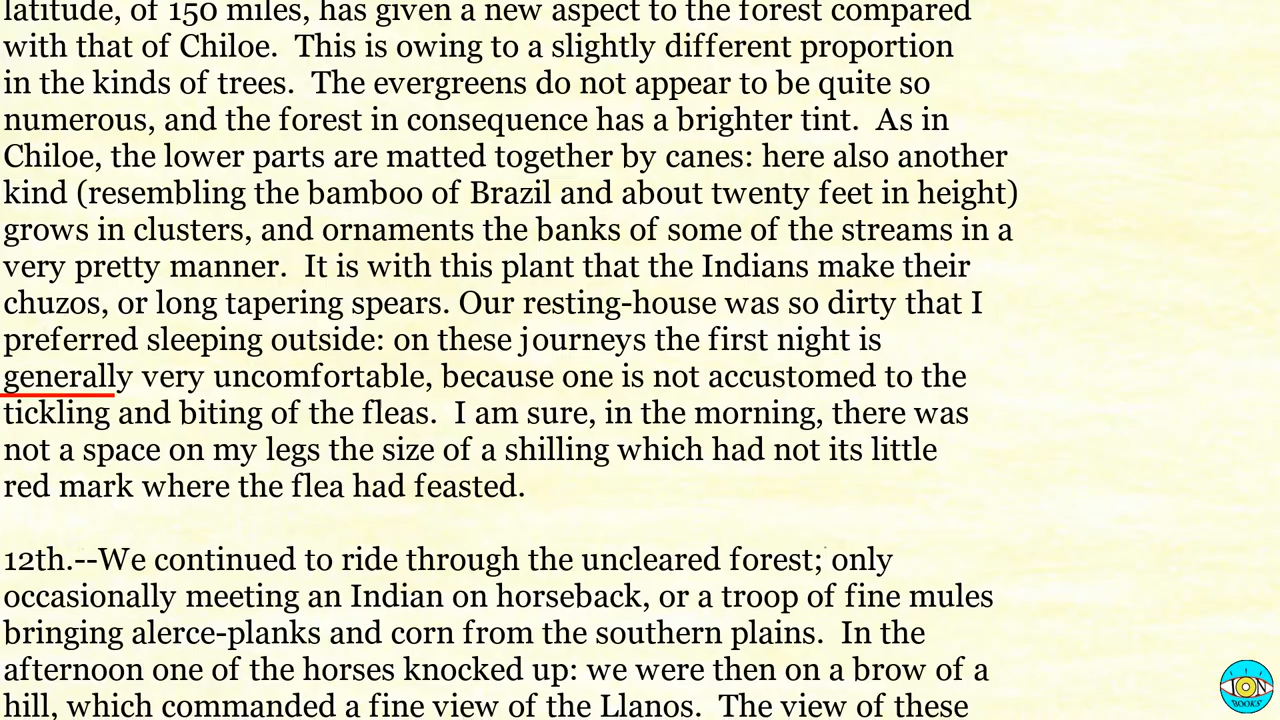 latitude, of 150 miles, has given a new aspect to the forest compared
with that of Chiloe.  This is owing to a slightly different proportion
in the kinds of trees.  The evergreens do not appear to be quite so
numerous, and the forest in consequence has a brighter tint.  As in
Chiloe, the lower parts are matted together by canes: here also another
kind (resembling the bamboo of Brazil and about twenty feet in height)
grows in clusters, and ornaments the banks of some of the streams in a
very pretty manner.  It is with this plant that the Indians make their
chuzos, or long tapering spears. Our resting-house was so dirty that I
preferred sleeping outside: on these journeys the first night is
generally very uncomfortable, because one is not accustomed to the
tickling and biting of the fleas.  I am sure, in the morning, there was
not a space on my legs the size of a shilling which had not its little
red mark where the flea had feasted.
12th.--We continued to ride through the uncleared forest; only
occasionally meeting an Indian on horseback, or a troop of fine mules
bringing alerce-planks and corn from the southern plains.  In the
afternoon one of the horses knocked up: we were then on a brow of a
hill, which commanded a fine view of the Llanos.  The view of these
ION
BOOKS